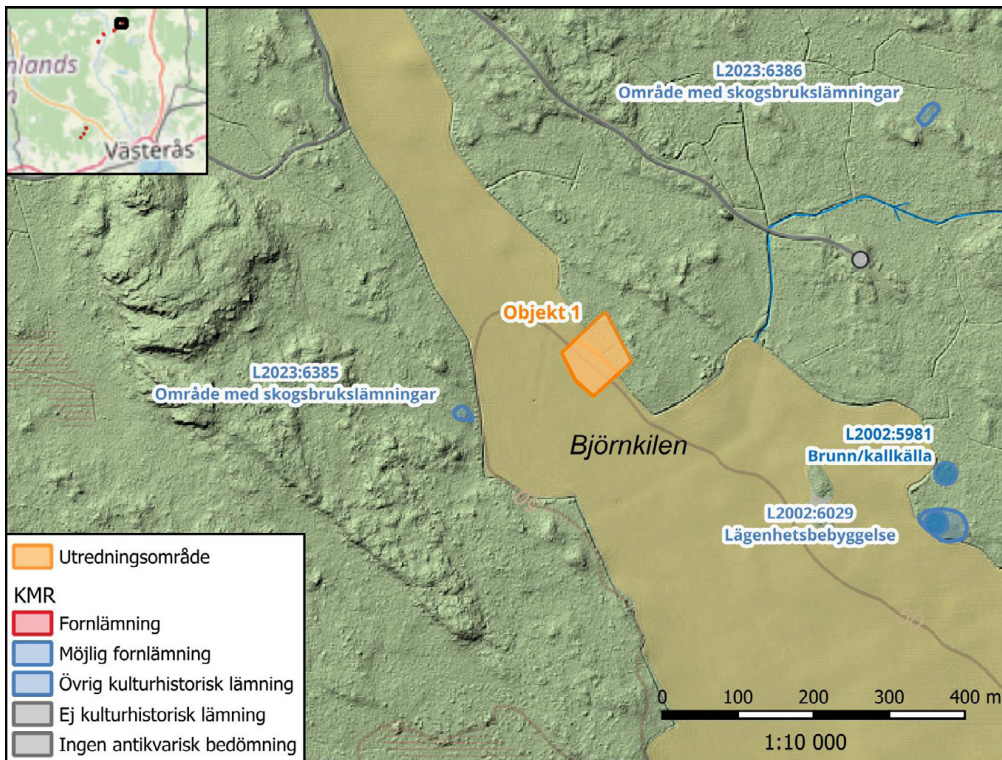 nlands
n
Västerås
L2023:6386
Område med skogsbrukslämningar
Objekt 1
L2023:6385
Område med skogsbrukslämningar
Björnkilen
L2002:5981
Brunn/kallkälla
L2002:6029
Lägenhetsbebyggelse
50
50
Utredningsområde
KMR
Fornlämning
Möjlig fornlämning
Övrig kulturhistorisk lämning
Ej kulturhistorisk lämning
Ingen antikvarisk bedömning
0 100 200 300 400 m
1:10 000